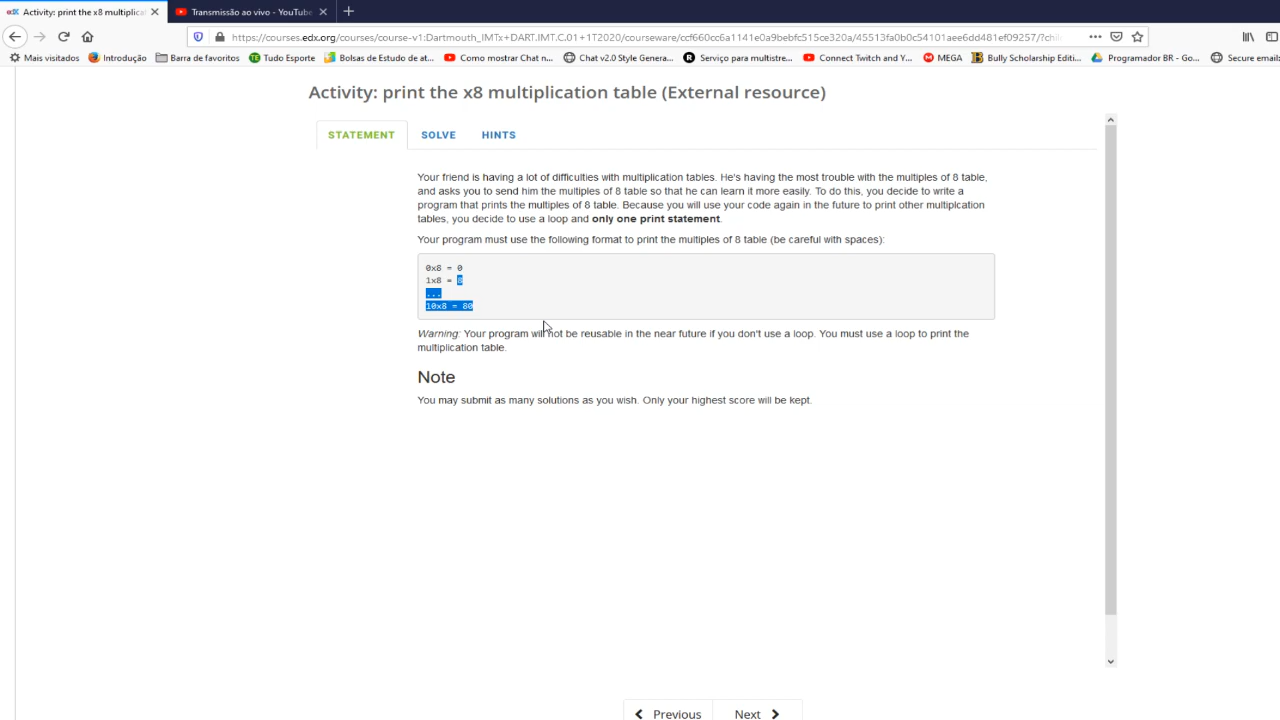 Activity: print the x8 multiplicat
Transmissão ao vivo - YouTube
https://courses.edx.org/courses/course-v1:Dartmouth_IMTx+DART.IMT.C.01+1T2020/courseware/ccf660cc6a1141e0a9bebfc515ce320a/45513fa0b0c54101aee6dd481ef09257/?chil
Mais visitados Introdução Barra de favoritos Tudo Esporte Bolsas de Estudo de at... Como mostrar Chat n... Chat v2.0 Style Genera... Serviço para multistre... Connect Twitch and Y... MEGA Bully Scholarship Editi... Programador BR - Go... Secure email:
Activity: print the x8 multiplication table (External resource)
STATEMENT SOLVE HINTS
Your friend is having a lot of difficulties with multiplication tables. He's having the most trouble with the multiples of 8 table,
and asks you to send him the multiples of 8 table so that he can learn it more easily. To do this, you decide to write a
program that prints the multiples of 8 table. Because you will use your code again in the future to print other multiplcation
tables, you decide to use a loop and only one print statement.
Your program must use the following format to print the multiples of 8 table (be careful with spaces):
0x8 = 0
1x8 = 8
...
10x8 = 80
Warning: Your program will not be reusable in the near future if you don't use a loop. You must use a loop to print the
multiplication table.
Note
You may submit as many solutions as you wish. Only your highest score will be kept.
Previous Next